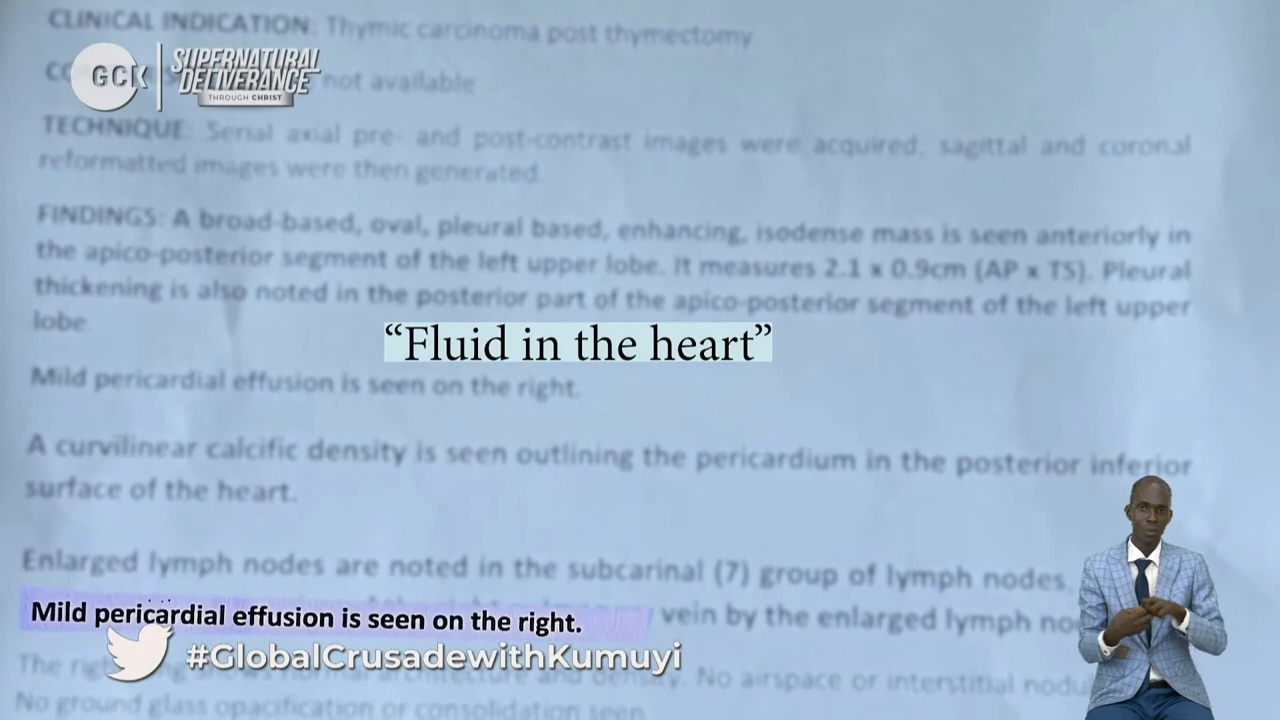 CLINICAL INDICATION: Thymic carcinoma post thymectomy
GCK
SUPERNATURAL
DELIVERANCE
THROUGH CHRIST
not available
TECHNIQUE: Serial axial pre- and post-contrast images were acquired; sagittal and coronal
reformatted images were then generated.
FINDINGS: A broad-based, oval, pleural based, enhancing, isodense mass is seen anteriorly in
the apico-posterior segment of the left upper lobe. It measures 2.1 x 0.9cm (AP x TS). Pleural
thickening is also noted in the posterior part of the apico-posterior segment of the left upper
lobe.
“Fluid in the heart”
Mild pericardial effusion is seen on the right.
A curvilinear calcific density is seen outlining the pericardium in the posterior inferior
surface of the heart.
Enlarged lymph nodes are noted in the subcarinal (7) group of lymph nodes.
vein by the enlarged lymph
Mild pericardial effusion is seen on the right.
#GlobalCrusadewithKumuyi
The architecture and density. No airspace or interstitial
No ground glass opacification or consolidation seen.